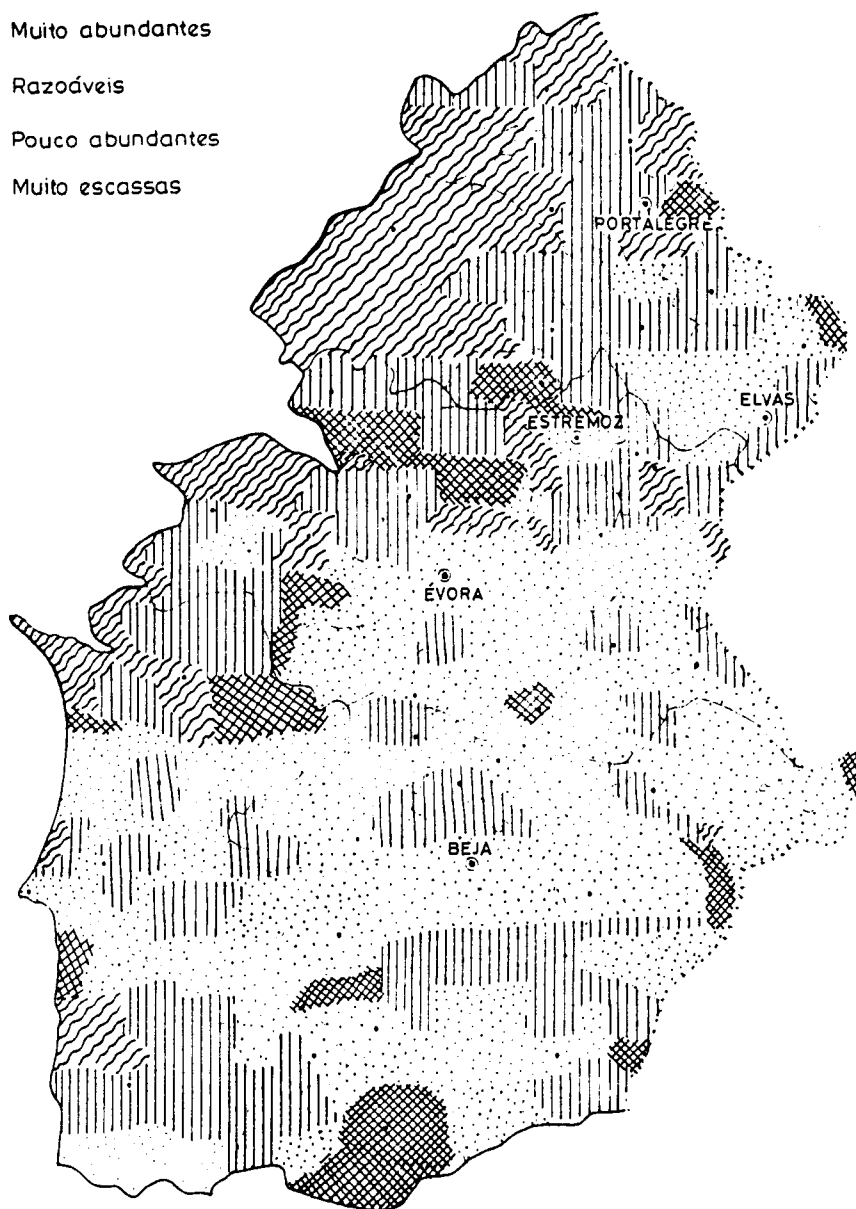 Muito abundantes
Razoáveis
Pouco abundantes
Muito escassas
PORTALEGRE
ELVAS
ESTREMOZ
ÉVORA
BEJA